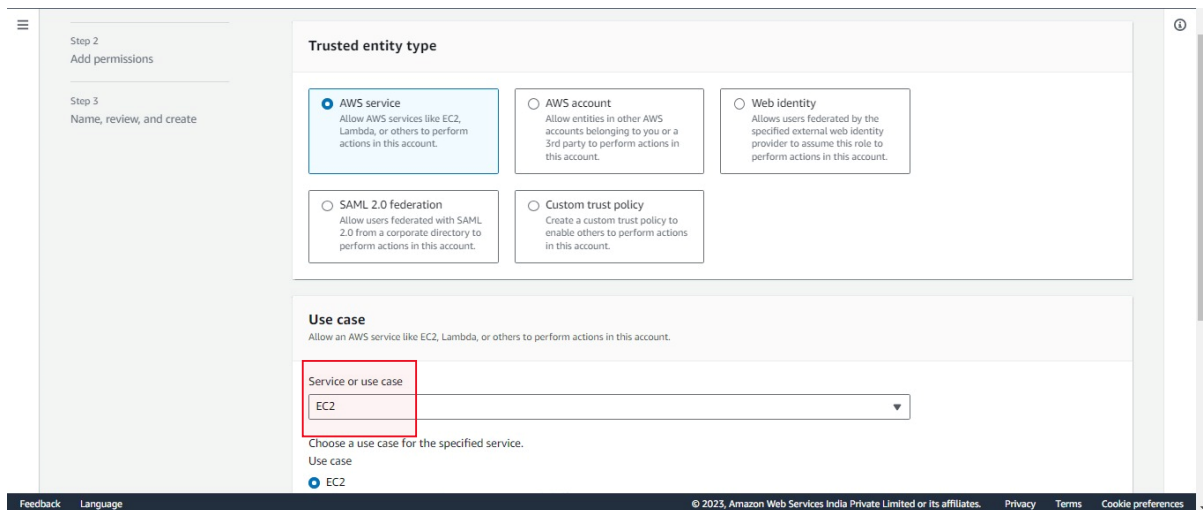 Step 2
Add permissions
Step 3
Name, review, and create
Trusted entity type
AWS service
Allow AWS services like EC2,
Lambda, or others to perform
actions in this account.
AWS account
Allow entities in other AWS
accounts belonging to you or a
3rd party to perform actions in
this account.
Web identity
Allows users federated by the
specified external web identity
provider to assume this role to
perform actions in this account.
SAML 2.0 federation
Allow users federated with SAML
2.0 from a corporate directory to
perform actions in this account.
Custom trust policy
Create a custom trust policy to
enable others to perform actions
in this account.
Use case
Allow an AWS service like EC2, Lambda, or others to perform actions in this account.
Service or use case
EC2
Choose a use case for the specified service.
Use case
EC2
Feedback Language © 2023, Amazon Web Services India Private Limited or its affiliates. Privacy Terms Cookie preferences